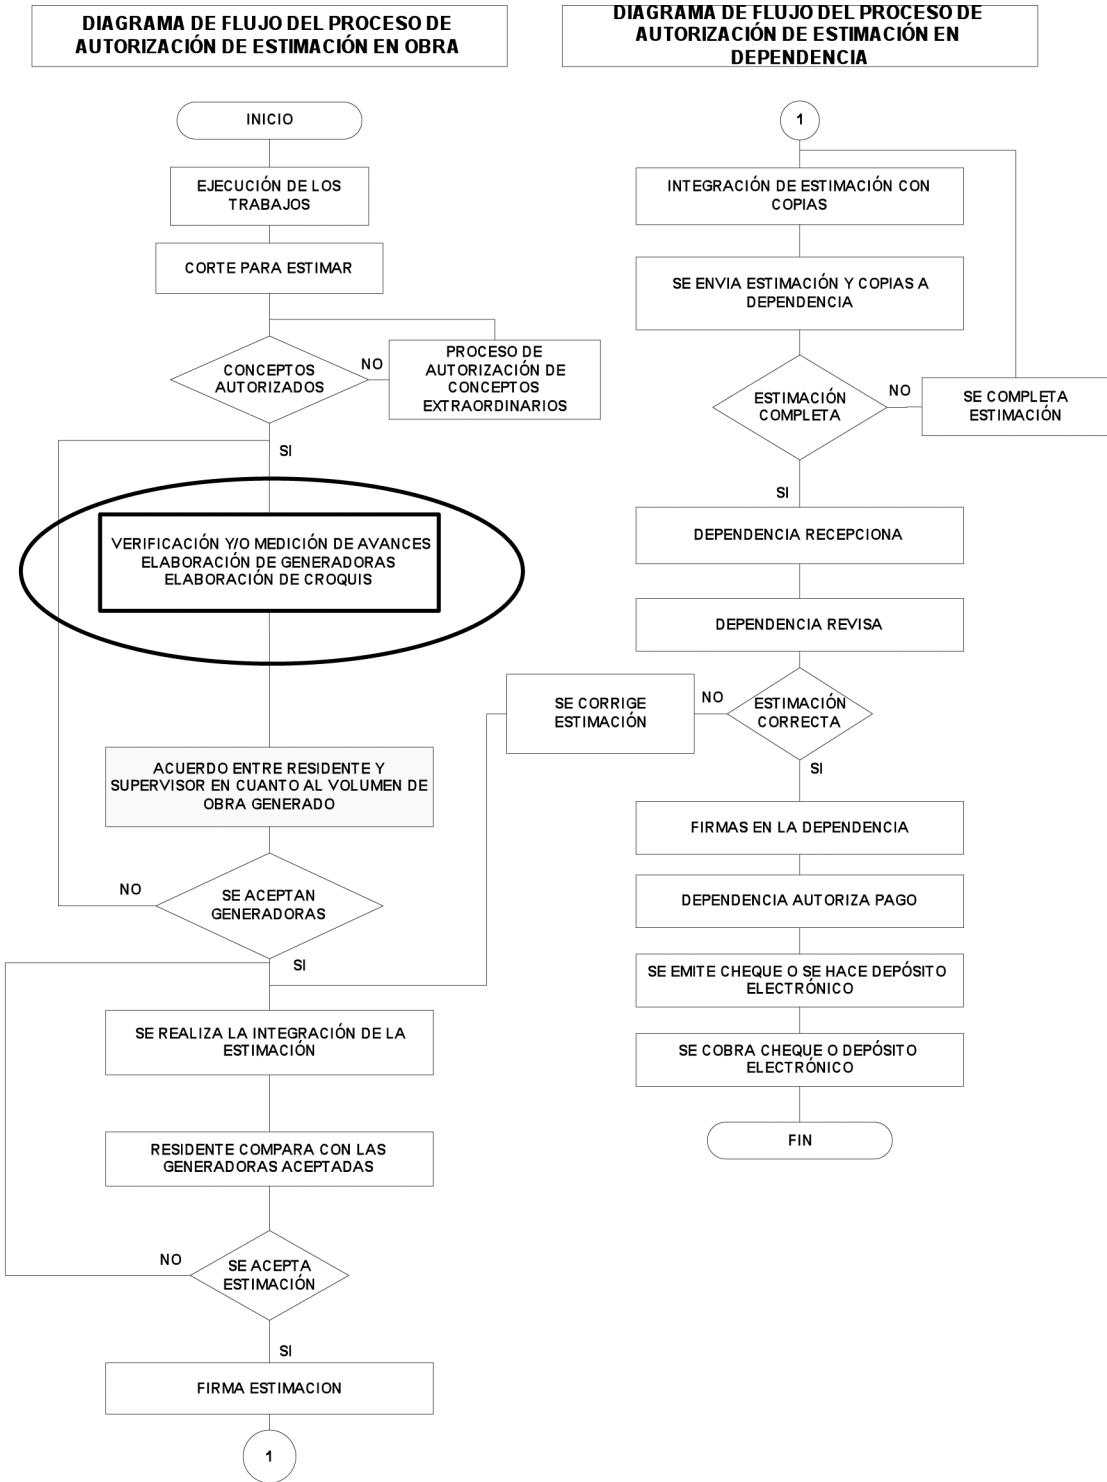 DIAGRAMA DE FLUJO DEL PROCESO DE
AUTORIZACIÓN DE ESTIMACIÓN EN OBRA
INICIO
EJECUCIÓN DE LOS
TRABAJOS
CORTE PARA ESTIMAR
CONCEPTOS
AUTORIZADOS
NO
PROCESO DE
AUTORIZACIÓN DE
CONCEPTOS
EXTRAORDINARIOS
SI
VERIFICACIÓN Y/O MEDICIÓN DE AVANCES
ELABORACIÓN DE GENERADORAS
ELABORACIÓN DE CROQUIS
ACUERDO ENTRE RESIDENTE Y
SUPERVISOR EN CUANTO AL VOLUMEN DE
OBRA GENERADO
NO
SE ACEPTAN
GENERADORAS
SI
SE REALIZA LA INTEGRACIÓN DE LA
ESTIMACIÓN
RESIDENTE COMPARA CON LAS
GENERADORAS ACEPTADAS
NO
SE ACEPTA
ESTIMACIÓN
SI
FIRMA ESTIMACION
1
DIAGRAMA DE FLUJO DEL PROCESO DE
AUTORIZACIÓN DE ESTIMACIÓN EN
DEPENDENCIA
1
INTEGRACIÓN DE ESTIMACIÓN CON
COPIAS
SE ENVIA ESTIMACIÓN Y COPIAS A
DEPENDENCIA
ESTIMACIÓN
COMPLETA
NO
SE COMPLETA
ESTIMACIÓN
SI
DEPENDENCIA RECEPCIONA
DEPENDENCIA REVISA
SE CORRIGE
ESTIMACIÓN
NO
ESTIMACIÓN
CORRECTA
SI
FIRMAS EN LA DEPENDENCIA
DEPENDENCIA AUTORIZA PAGO
SE EMITE CHEQUE O SE HACE DEPÓSITO
ELECTRÓNICO
SE COBRA CHEQUE O DEPÓSITO
ELECTRÓNICO
FIN